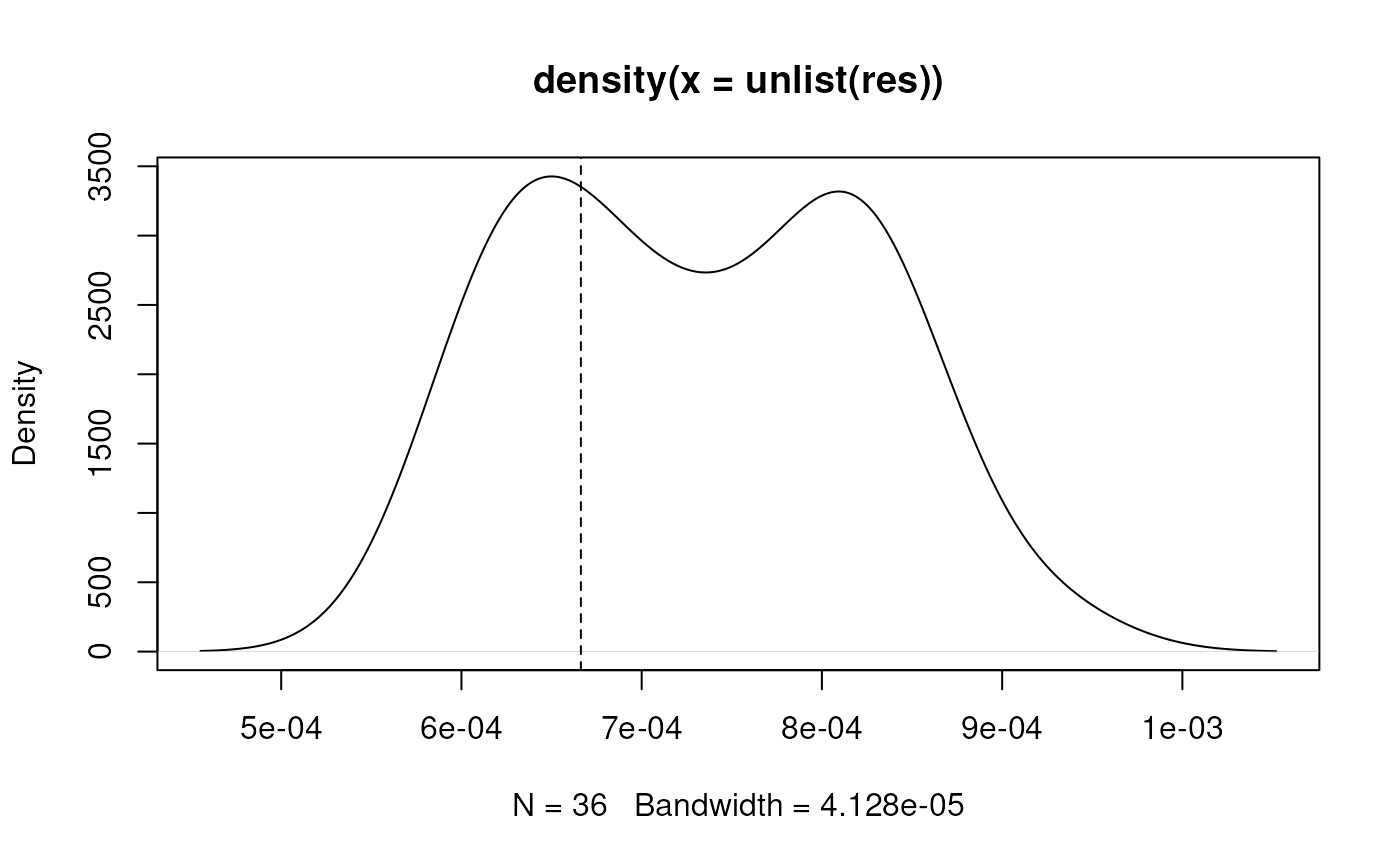 density(x = unlist(res))
3500
2500
1500
500
0
Density
5e-04 6e-04 7e-04 8e-04 9e-04 1e-03
N = 36 Bandwidth = 4.128e-05